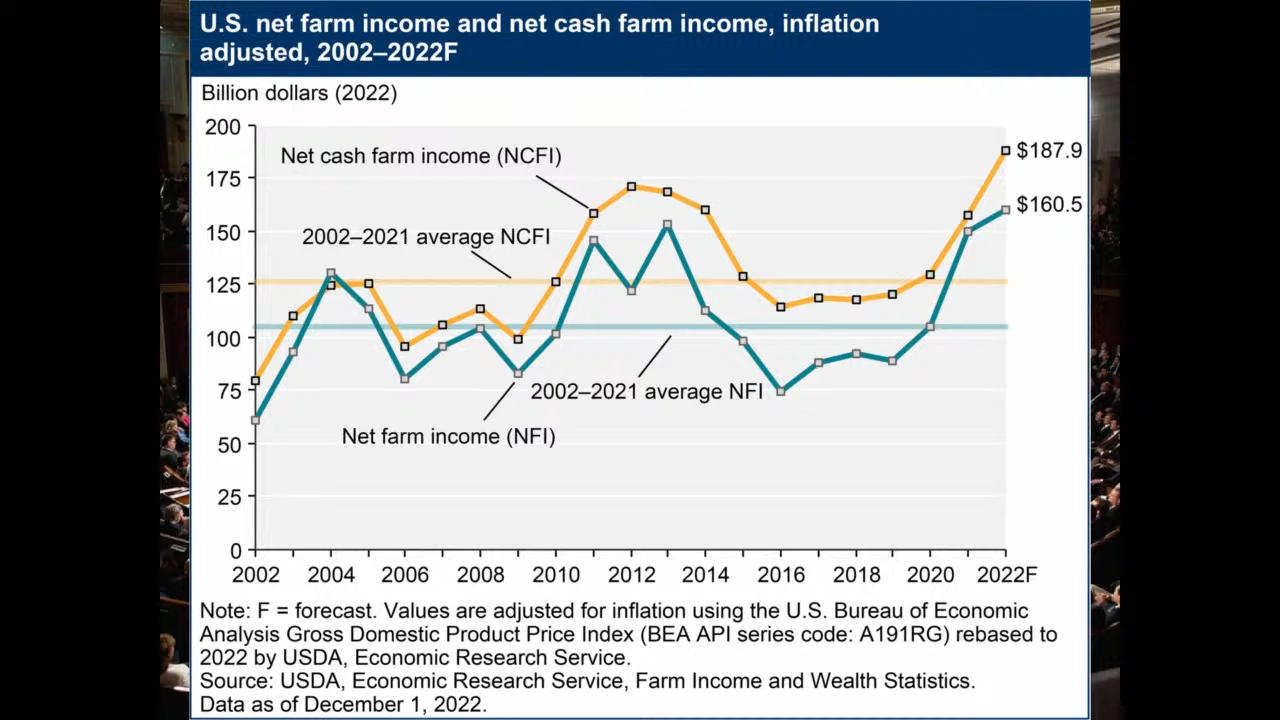 U.S. net farm income and net cash farm income, inflation
adjusted, 2002–2022F
Billion dollars (2022)
200
175
150
125
100
75
50
25
0
Net cash farm income (NCFI)
2002–2021 average NCFI
2002–2021 average NFI
Net farm income (NFI)
$187.9
$160.5
2002 2004 2006 2008 2010 2012 2014 2016 2018 2020 2022F
Note: F = forecast. Values are adjusted for inflation using the U.S. Bureau of Economic
Analysis Gross Domestic Product Price Index (BEA API series code: A191RG) rebased to
2022 by USDA, Economic Research Service.
Source: USDA, Economic Research Service, Farm Income and Wealth Statistics.
Data as of December 1, 2022.